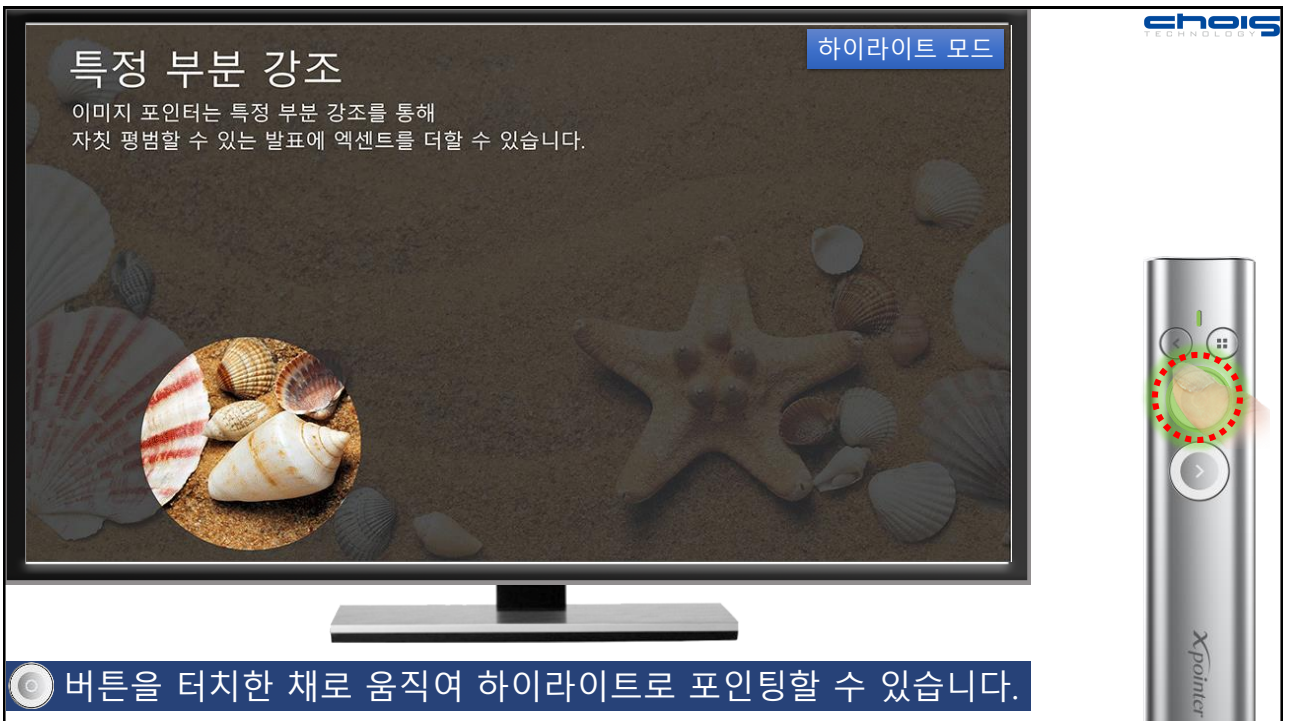 chois
TECHNOLOGY
하이라이트 모드
특정 부분 강조
이미지 포인터는 특정 부분 강조를 통해
자칫 평범할 수 있는 발표에 엑센트를 더할 수 있습니다.
Xpointer
버튼을 터치한 채로 움직여 하이라이트로 포인팅할 수 있습니다.